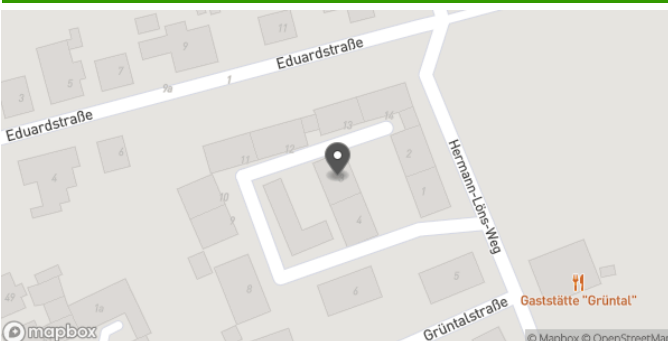 11
9
Eduardstraße
7
5
3
1
9a
Eduardstraße
14
13
12
6
11
2
4
Hermann-Löns-Weg
10
1
9
4
5
8
6
49
1a
Gaststätte "Grüntal"
Grüntalstraße
mapbox
© Mapbox © OpenStreetMap